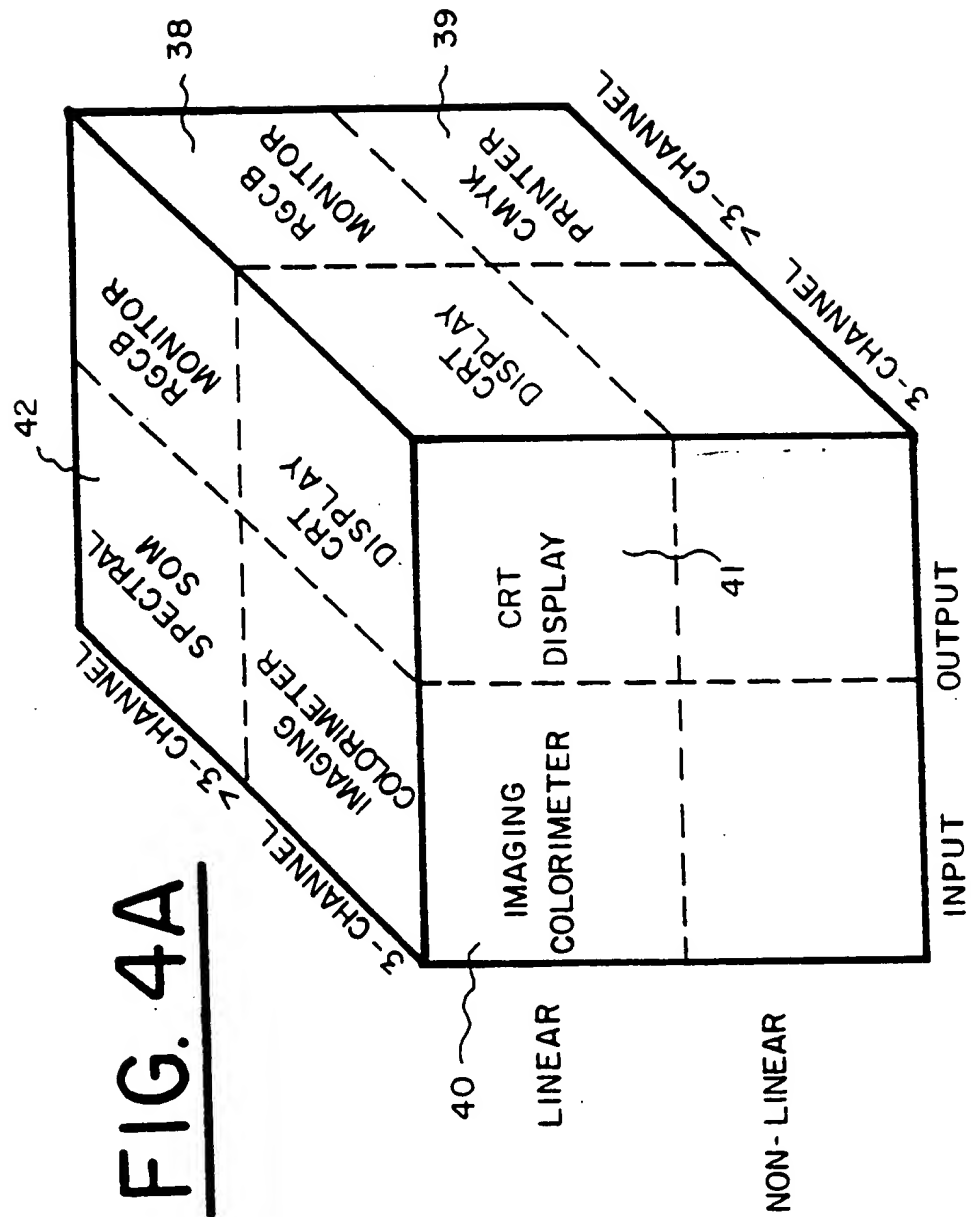 FIG. 4A
42
38
39
SPECTRAL
SOM
RGCB
MONITOR
RGCB
MONITOR
>3-CHANNEL
3-CHANNEL
IMAGING
COLORIMETER
CRT
DISPLAY
CMYK
PRINTER
CRT
DISPLAY
>3-CHANNEL
3-CHANNEL
40
IMAGING
COLORIMETER
CRT
DISPLAY
41
LINEAR
NON-LINEAR
INPUT
OUTPUT